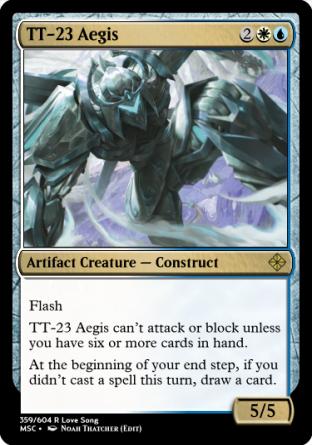 TT-23 Aegis 2
Artifact Creature — Construct
Flash
TT-23 Aegis can't attack or block unless
you have six or more cards in hand.
At the beginning of your end step, if you
didn't cast a spell this turn, draw a card.
5/5
359/604 R Love Song
MSC • Noah Thatcher (Edit)